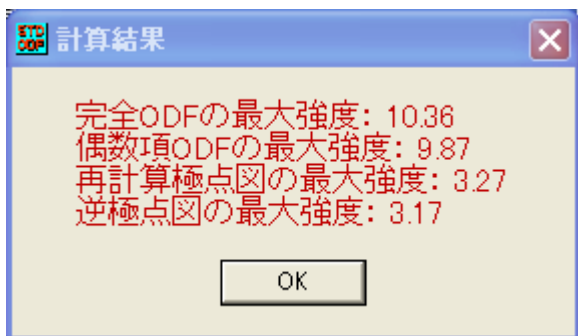 STD
ODF
計算結果
完全ODFの最大強度: 10.36
偶数項ODFの最大強度: 9.87
再計算極点図の最大強度: 3.27
逆極点図の最大強度: 3.17
OK